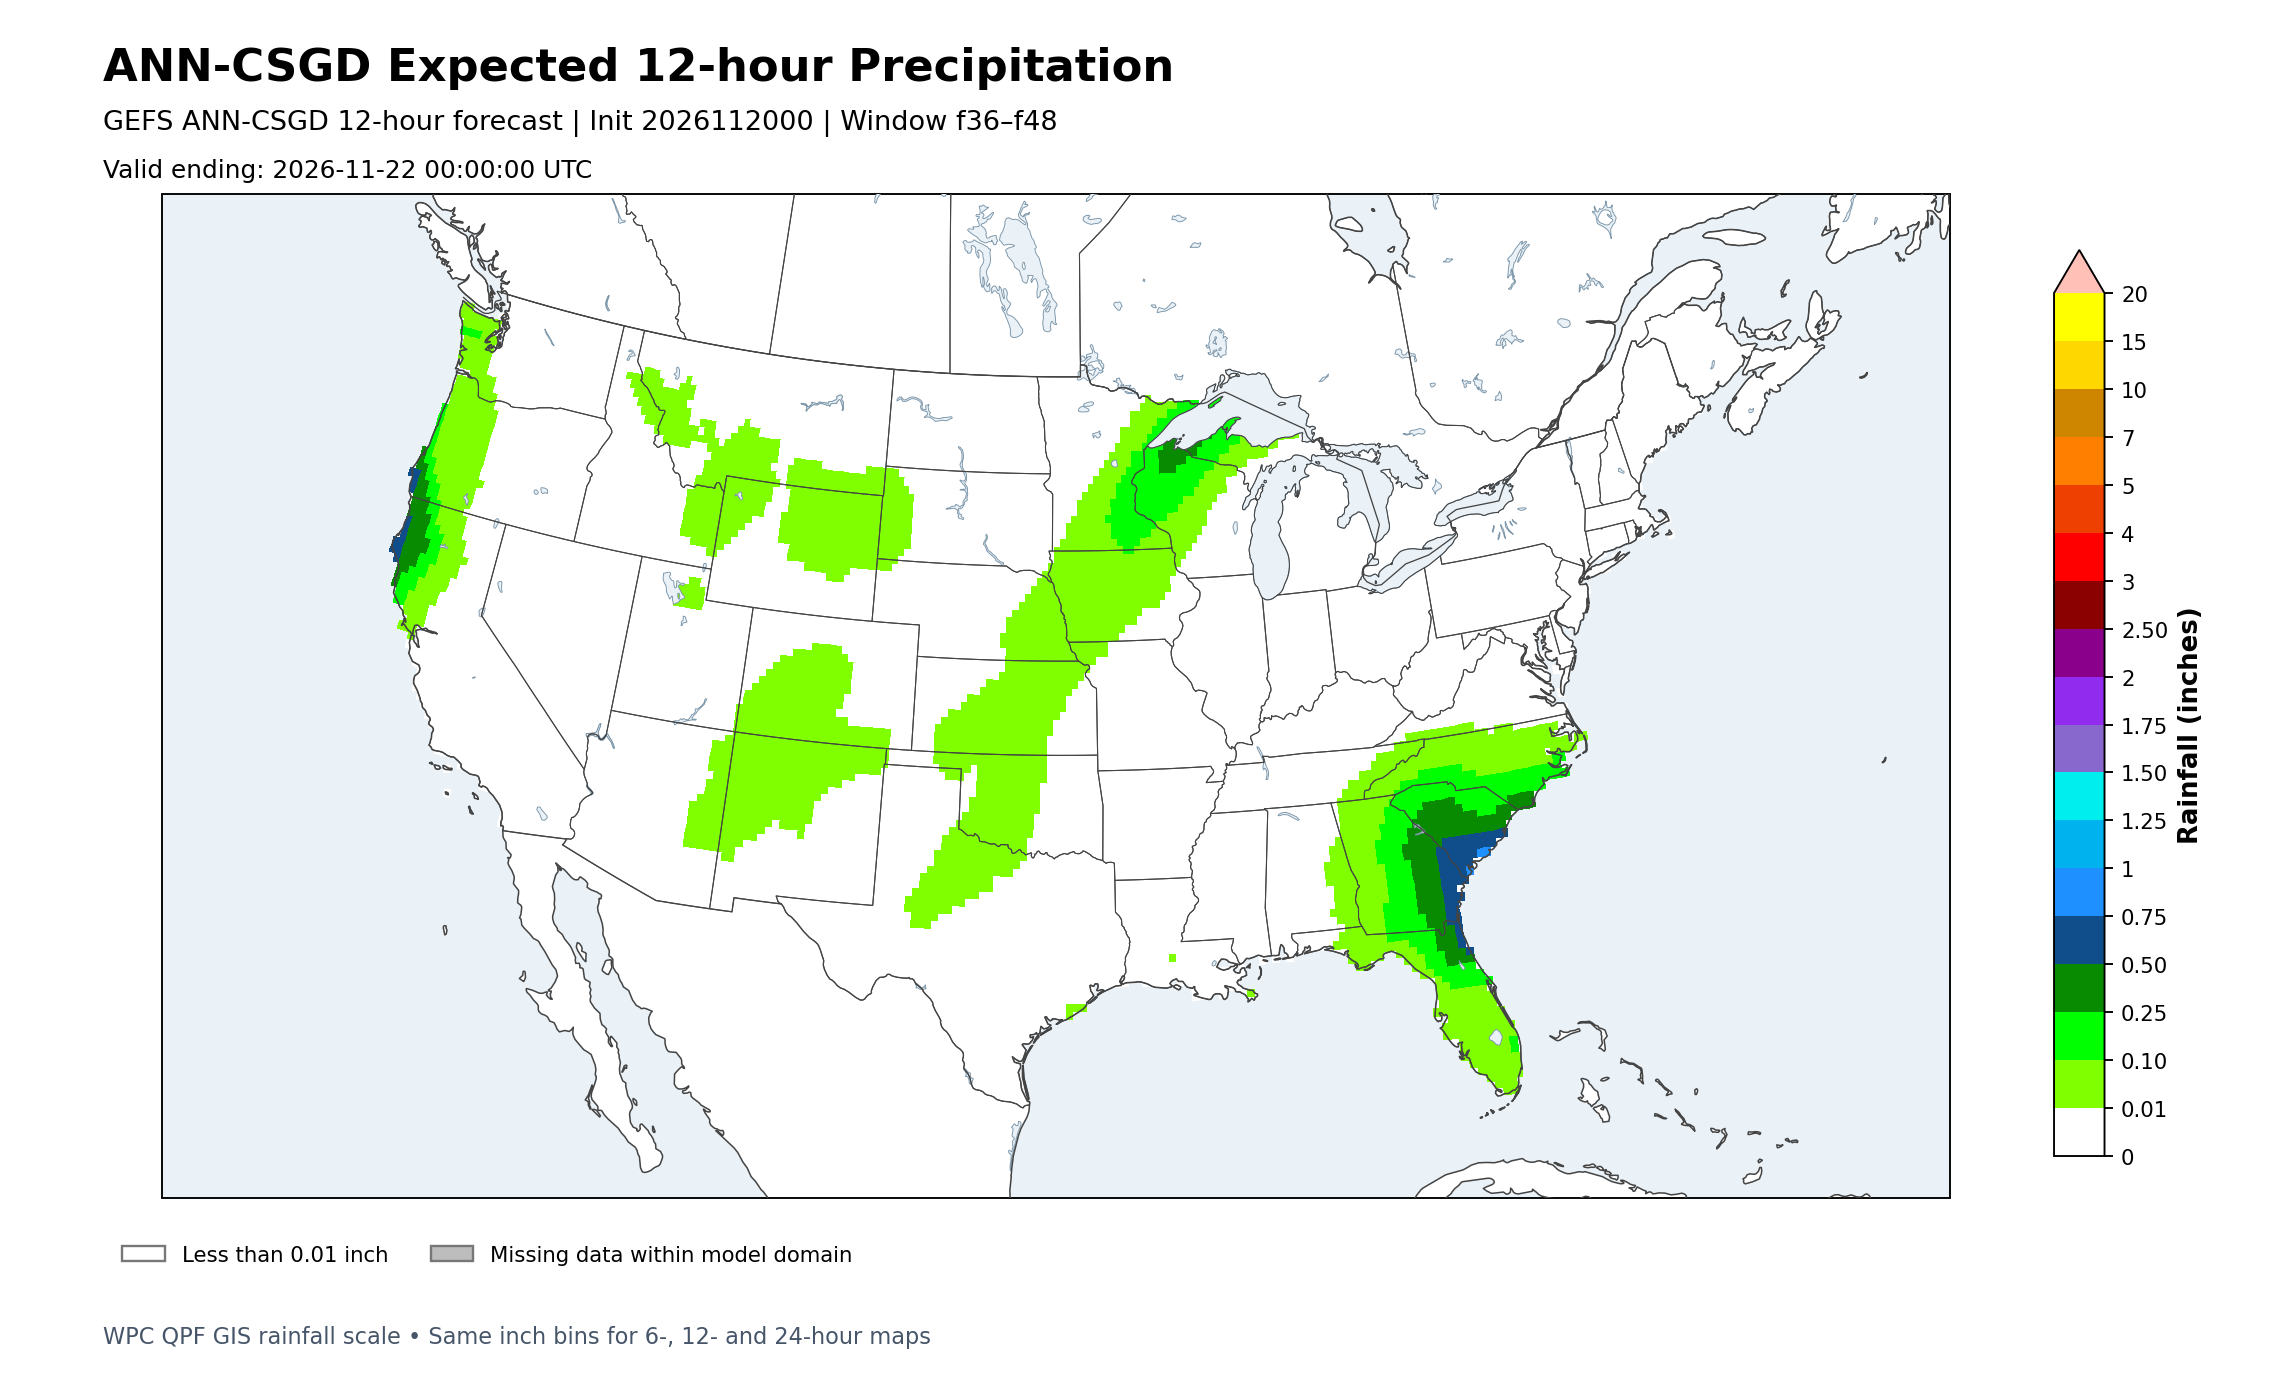 ANN-CSGD Expected 12-hour Precipitation
GEFS ANN-CSGD 12-hour forecast | Init 2026112000 | Window f36–f48
Valid ending: 2026-11-22 00:00:00 UTC
20
15
10
7
5
4
3
2.50
2
1.75
1.50
1.25
1
0.75
0.50
0.25
0.10
0.01
0
Rainfall (inches)
Less than 0.01 inch
Missing data within model domain
WPC QPF GIS rainfall scale • Same inch bins for 6-, 12- and 24-hour maps